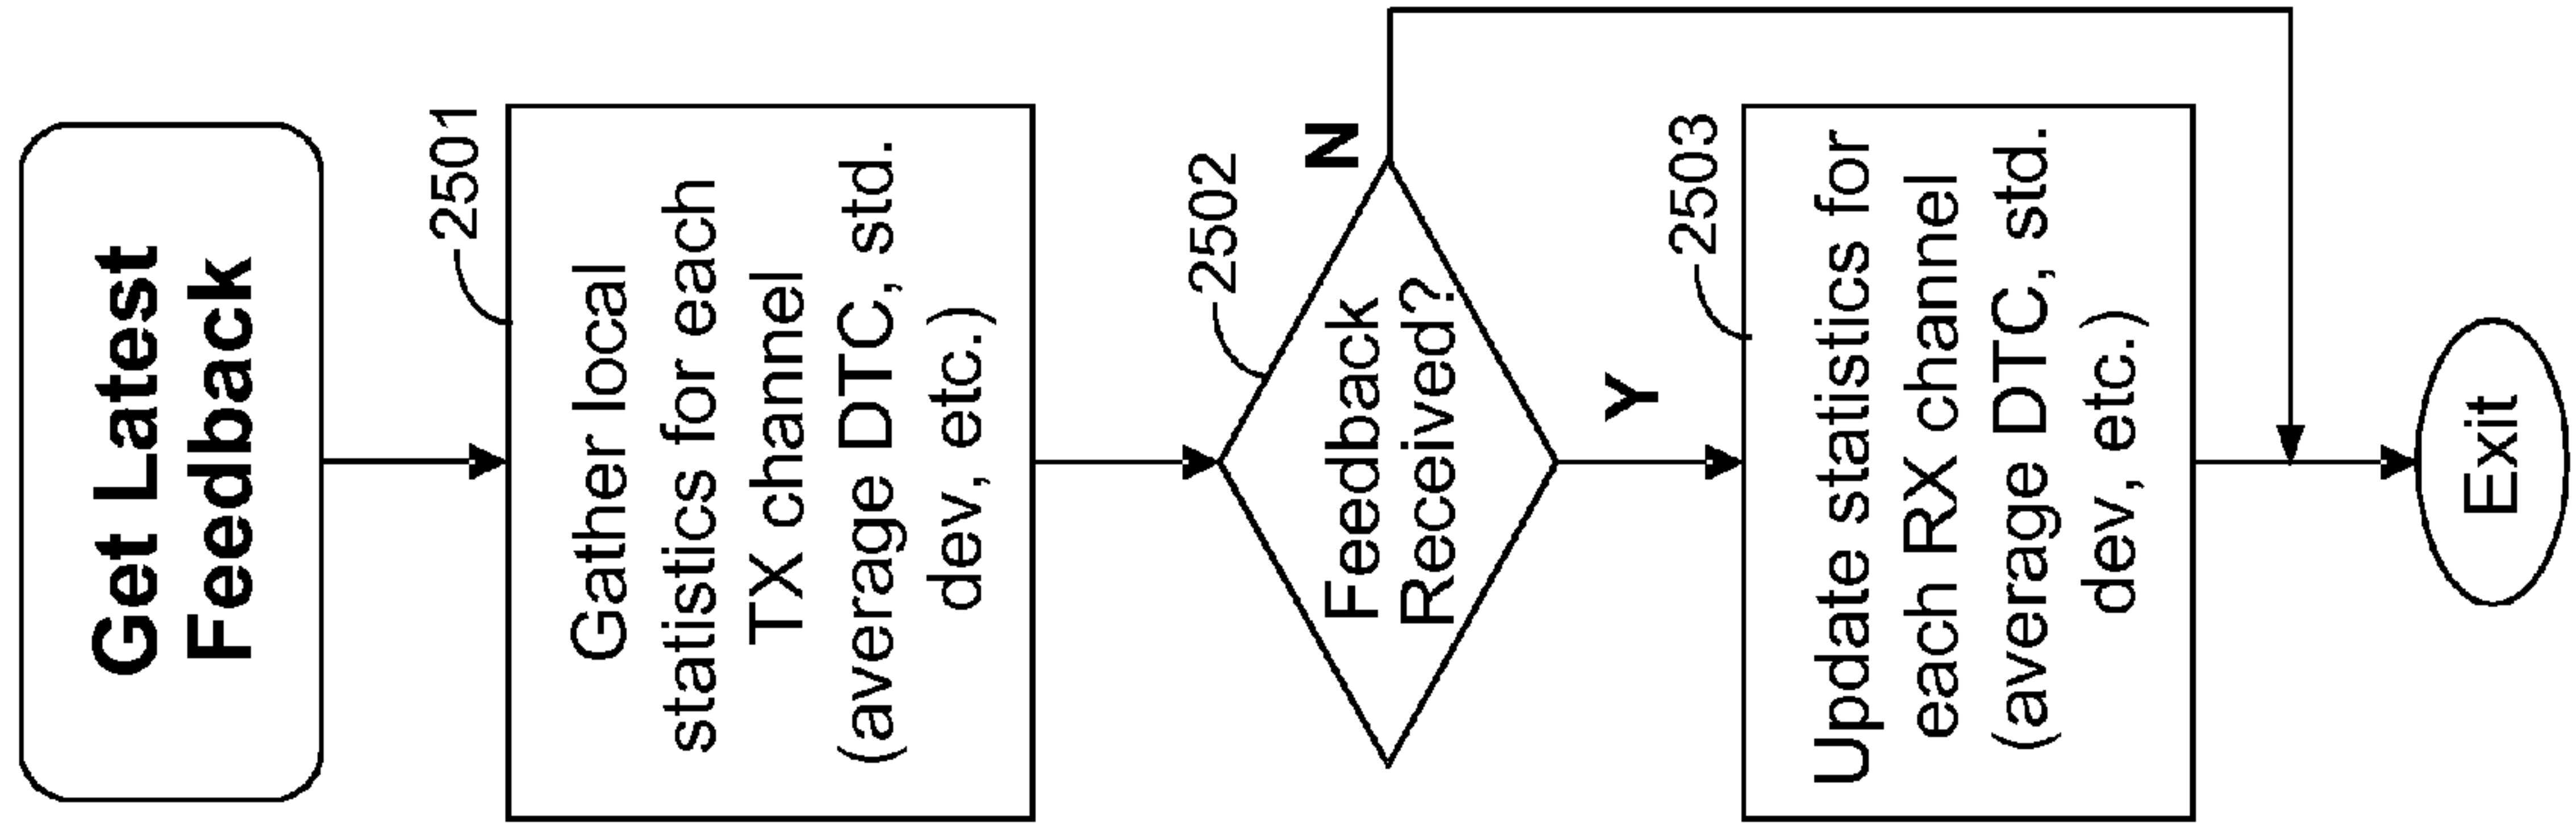 Get Latest
Feedback
2501
Gather local
statistics for each
TX channel
(average DTC, std.
dev, etc.)
2502
Feedback
Received?
N
Y
2503
Update statistics for
each RX channel
(average DTC, std.
dev, etc.)
Exit